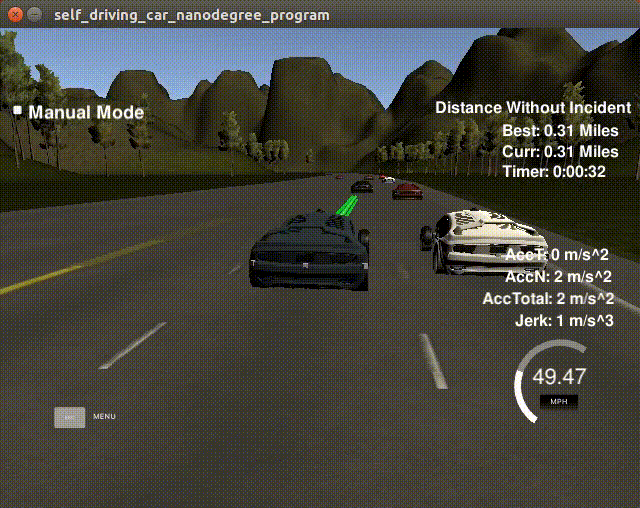 self_driving_car_nanodegree_program
Manual Mode
Distance Without Incident
Best: 0.31 Miles
Curr: 0.31 Miles
Timer: 0:00:32
AccT: 0 m/s^2
AccN: 2 m/s^2
AccTotal: 2 m/s^2
Jerk: 1 m/s^3
49.47
MPH
MENU